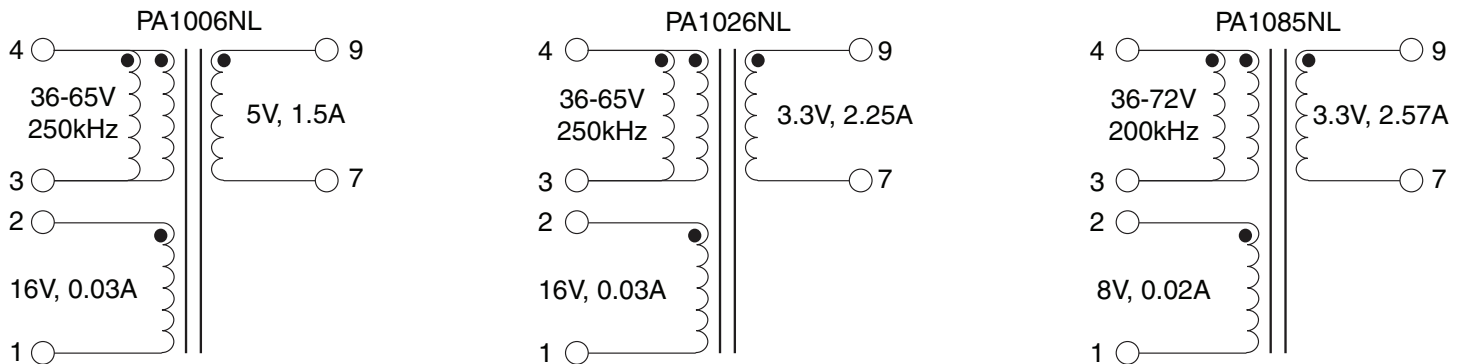 PA1006NL
4
9
36-65V
250kHz
5V, 1.5A
3
7
2
16V, 0.03A
1
PA1026NL
4
9
36-65V
250kHz
3.3V, 2.25A
3
7
2
16V, 0.03A
1
PA1085NL
4
9
36-72V
200kHz
3.3V, 2.57A
3
7
2
8V, 0.02A
1